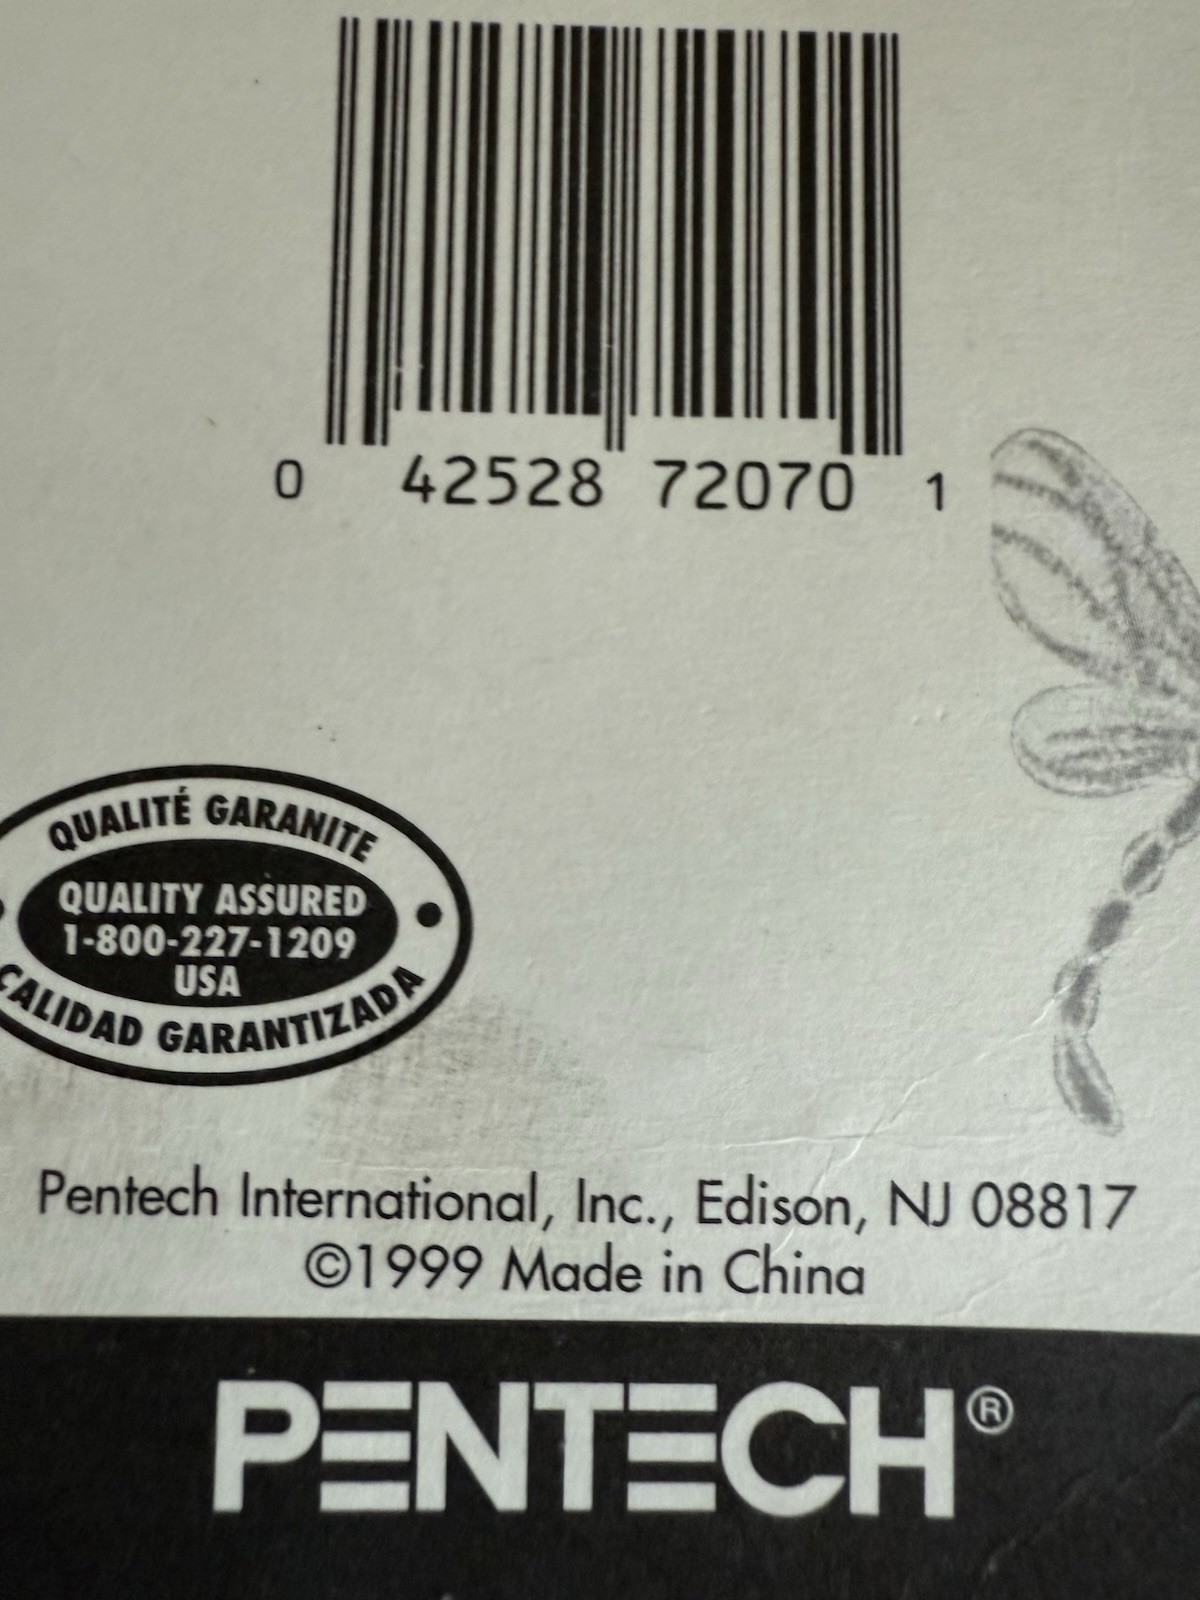 0 42528 72070 1
QUALITÉ GARANITE
QUALITY ASSURED
1-800-227-1209
USA
CALIDAD GARANTIZADA
Pentech International, Inc., Edison, NJ 08817
©1999 Made in China
PENTECH®